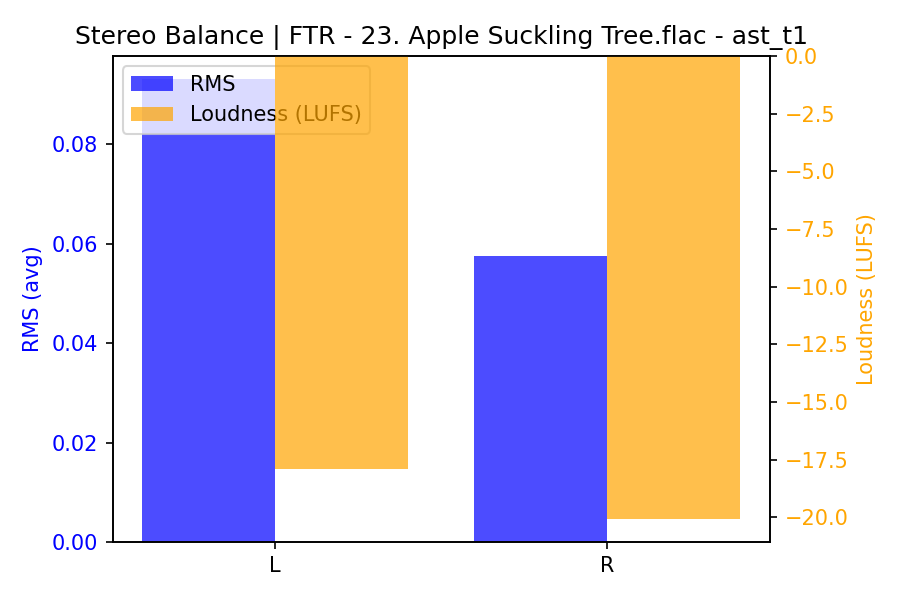 Stereo Balance | FTR - 23. Apple Suckling Tree.flac - ast_t1
RMS
Loudness (LUFS)
RMS (avg)
0.08
0.06
0.04
0.02
0.00
L
R
0.0
−2.5
−5.0
−7.5
−10.0
−12.5
−15.0
−17.5
−20.0
Loudness (LUFS)